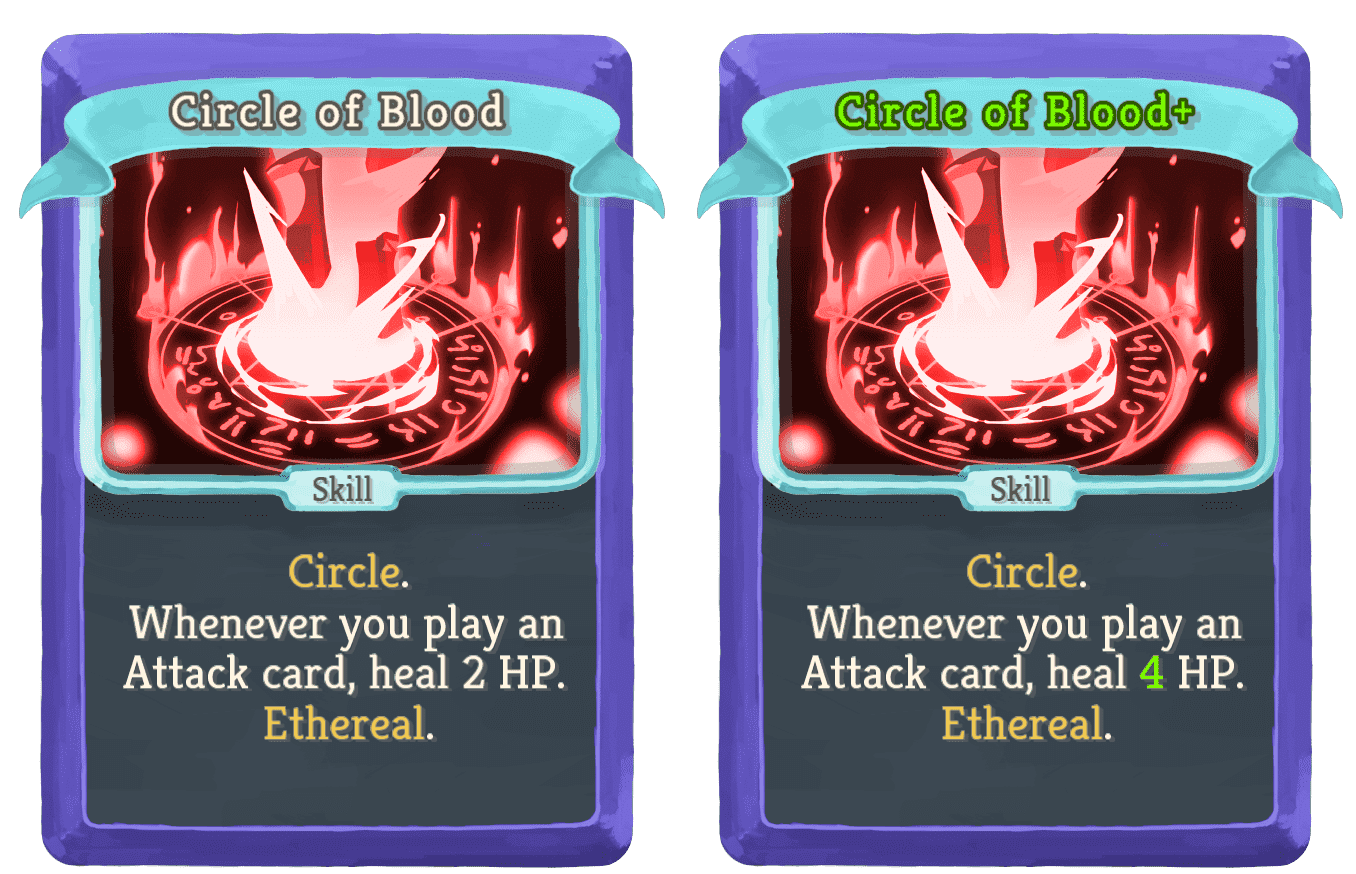 Circle of Blood
Skill
Circle.
Whenever you play an
Attack card, heal 2 HP.
Ethereal.
Circle of Blood+
Skill
Circle.
Whenever you play an
Attack card, heal 4 HP.
Ethereal.